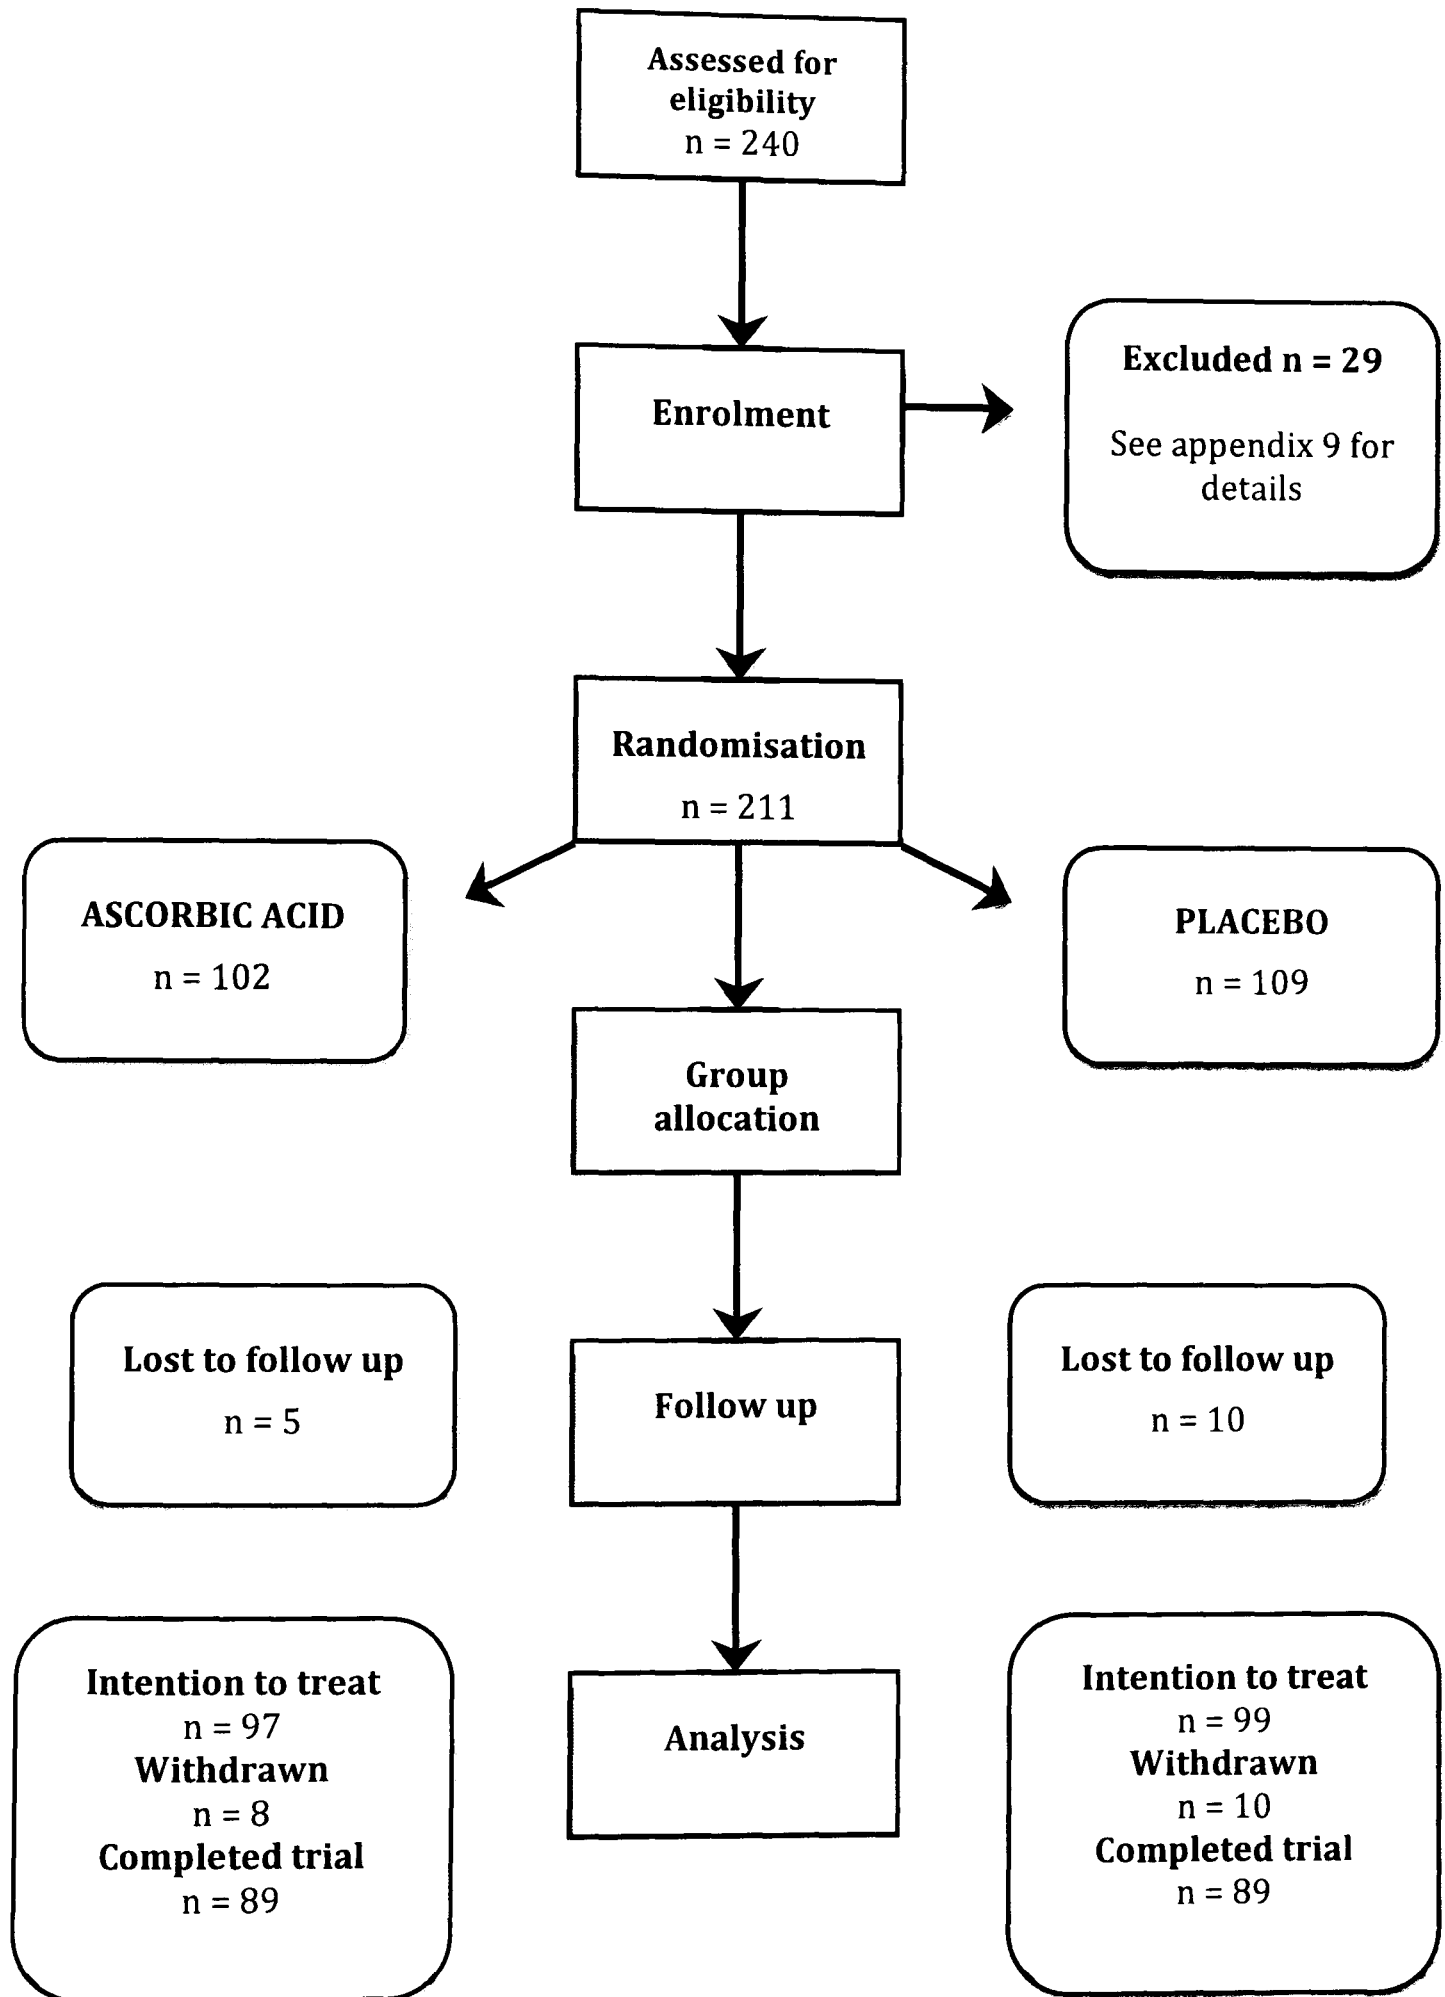 Assessed for
eligibility
n = 240
Enrolment
Excluded n = 29
See appendix 9 for
details
Randomisation
n = 211
ASCORBIC ACID
n = 102
PLACEBO
n = 109
Group
allocation
Lost to follow up
n = 5
Follow up
Lost to follow up
n = 10
Intention to treat
n = 97
Withdrawn
n = 8
Completed trial
n = 89
Analysis
Intention to treat
n = 99
Withdrawn
n = 10
Completed trial
n = 89